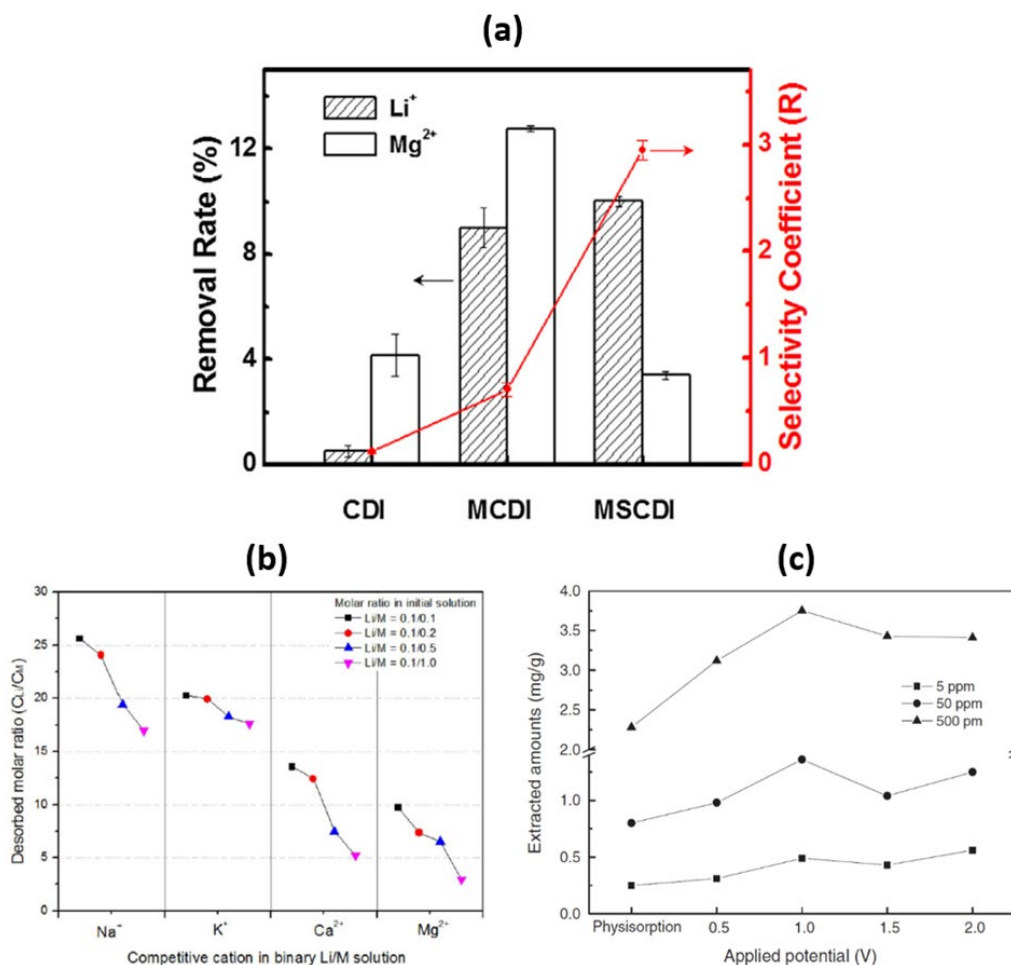 (a)
Li+
Mg2+
Removal Rate (%)
12
8
4
0
Selectivity Coefficient (R)
3
2
1
0
CDI MCDI MSCDI
(b)
Desorbed molar ratio (CLi/CM)
30
25
20
15
10
5
0
Molar ratio in initial solution
Li/M = 0.1/0.1
Li/M = 0.1/0.2
Li/M = 0.1/0.5
Li/M = 0.1/1.0
Na+ K+ Ca2+ Mg2+
Competitive cation in binary Li/M solution
(c)
Extracted amounts (mg/g)
4.0
3.5
3.0
2.5
2.0
1.0
0.5
0.0
5 ppm
50 ppm
500 pm
Physisorption 0.5 1.0 1.5 2.0
Applied potential (V)